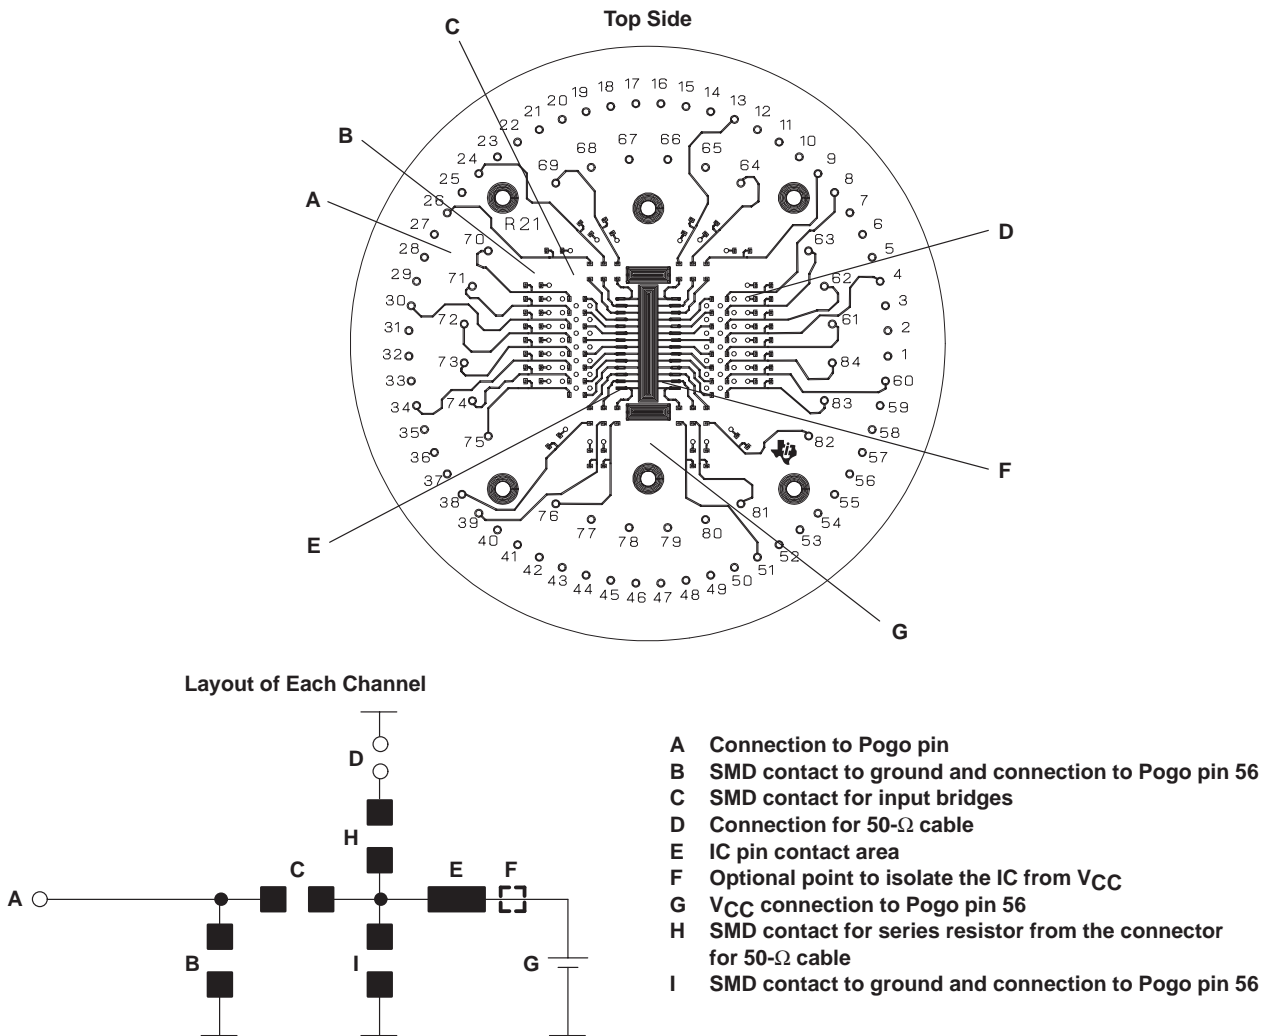 Top Side
C
B
A
D
E
F
G
17 16 15 14 13 12 11 10 9 8 7 6 5 4 3 2 1
18 19 20 21 22 23 24 25 26 27 28 29 30 31 32 33 34 35 36 37 38 39 40 41 42 43 44 45 46 47 48 49 50 51 52 53 54 55 56 57 58 59 60
61 62 63 64 65 66 67 68 69 70 71 72 73 74 75 76 77 78 79 80 81 82 83 84
R21
Layout of Each Channel
D
H
C
E
F
A
B
I
G
A Connection to Pogo pin
B SMD contact to ground and connection to Pogo pin 56
C SMD contact for input bridges
D Connection for 50-Ω cable
E IC pin contact area
F Optional point to isolate the IC from VCC
G VCC connection to Pogo pin 56
H SMD contact for series resistor from the connector
for 50-Ω cable
I SMD contact to ground and connection to Pogo pin 56